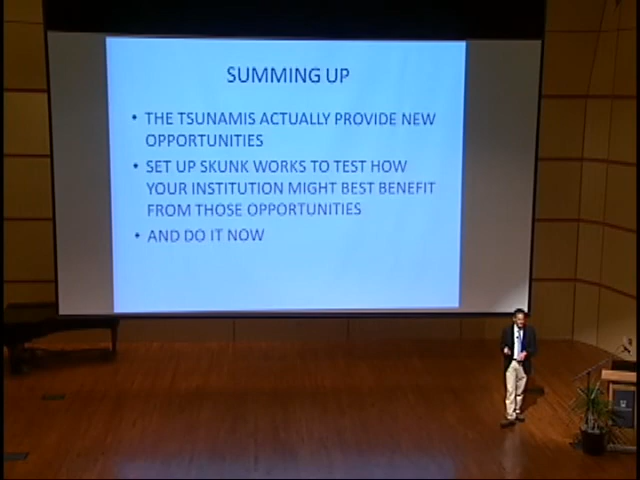 SUMMING UP
• THE TSUNAMIS ACTUALLY PROVIDE NEW
OPPORTUNITIES
• SET UP SKUNK WORKS TO TEST HOW
YOUR INSTITUTION MIGHT BEST BENEFIT
FROM THOSE OPPORTUNITIES
• AND DO IT NOW